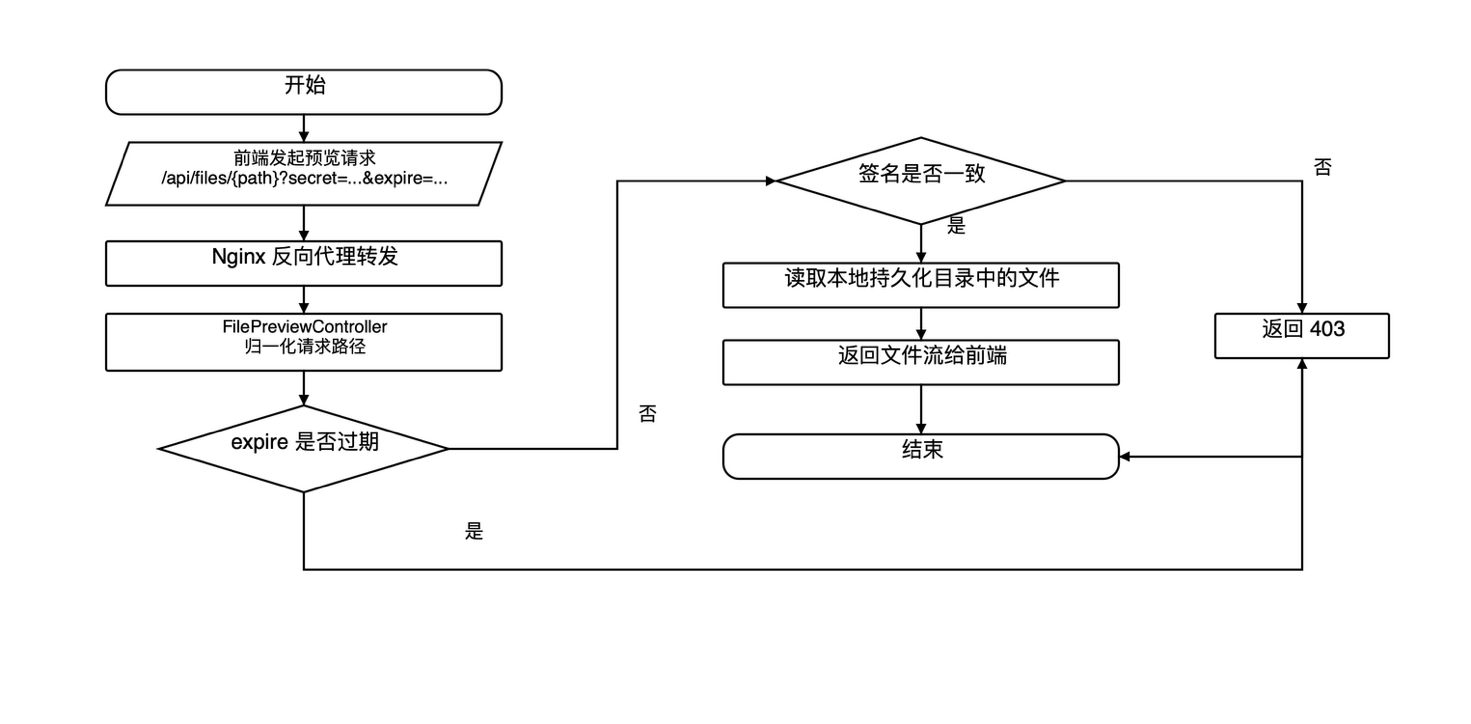 开始
前端发起预览请求
/api/files/{path}?secret=...&expire=...
Nginx 反向代理转发
FilePreviewController
归一化请求路径
expire 是否过期
是
否
签名是否一致
是
否
读取本地持久化目录中的文件
返回文件流给前端
结束
返回 403